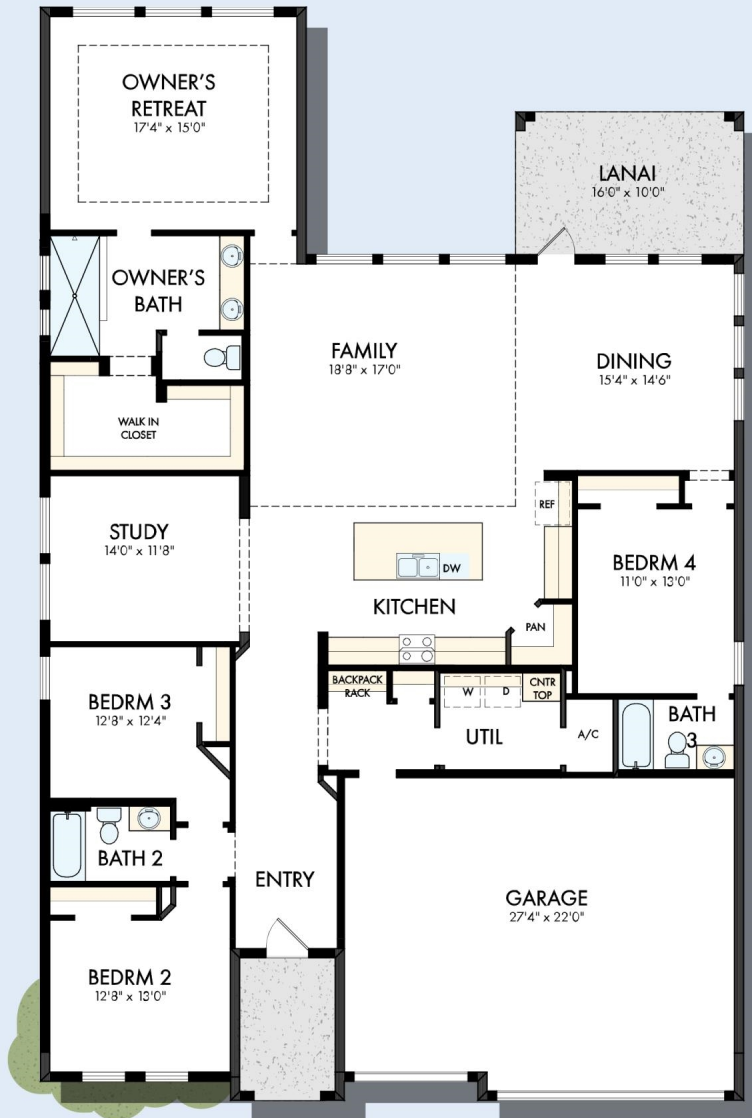 OWNER'S
RETREAT
17'4" x 15'0"
LANAI
16'0" x 10'0"
OWNER'S
BATH
FAMILY
18'8" x 17'0"
DINING
15'4" x 14'6"
WALK IN
CLOSET
STUDY
14'0" x 11'8"
REF
DW
BEDRM 4
11'0" x 13'0"
KITCHEN
PAN
BACKPACK
RACK
W
D
CNTR
TOP
BEDRM 3
12'8" x 12'4"
UTIL
A/C
BATH
3
BATH 2
ENTRY
GARAGE
27'4" x 22'0"
BEDRM 2
12'8" x 13'0"